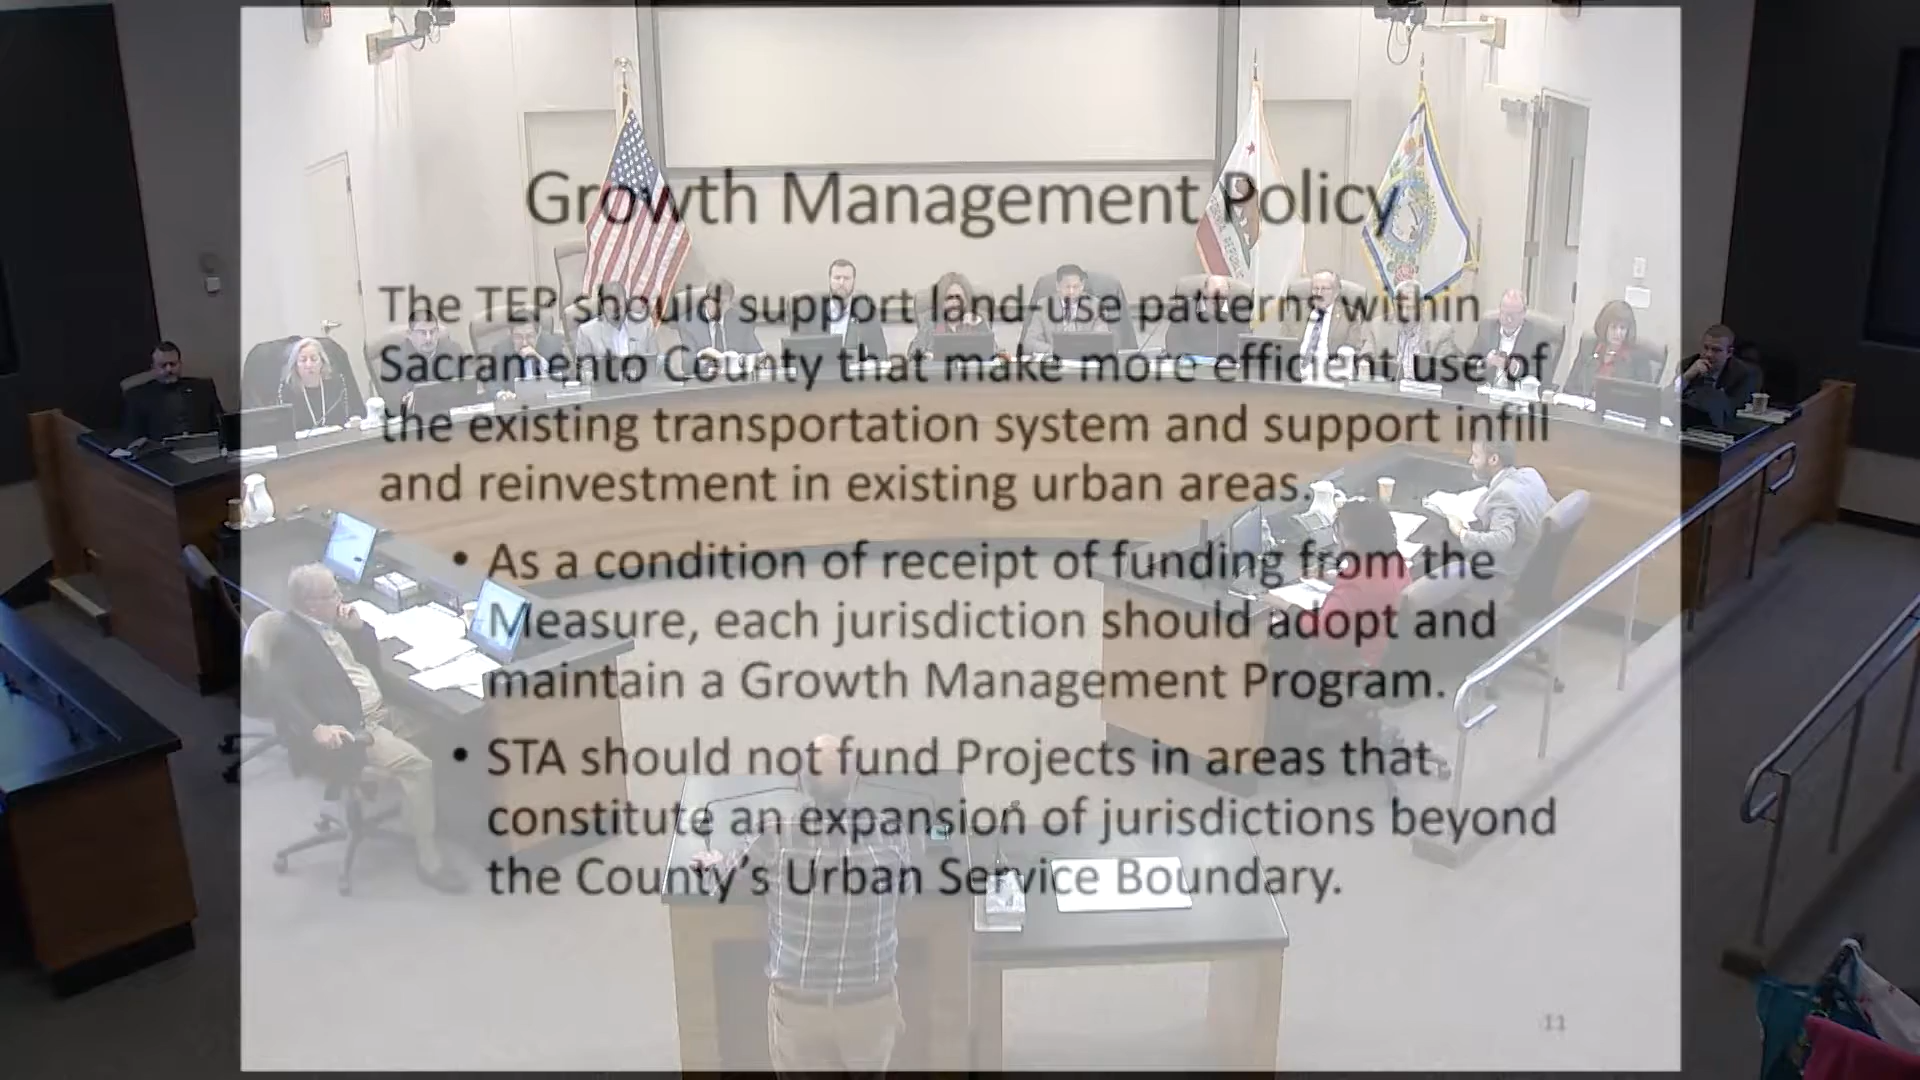 Growth Management Policy
The TEP should support land-use patterns within
Sacramento County that make more efficient use of
the existing transportation system and support infill
and reinvestment in existing urban areas.
• As a condition of receipt of funding from the
Measure, each jurisdiction should adopt and
maintain a Growth Management Program.
• STA should not fund Projects in areas that
constitute an expansion of jurisdictions beyond
the County’s Urban Service Boundary.
11